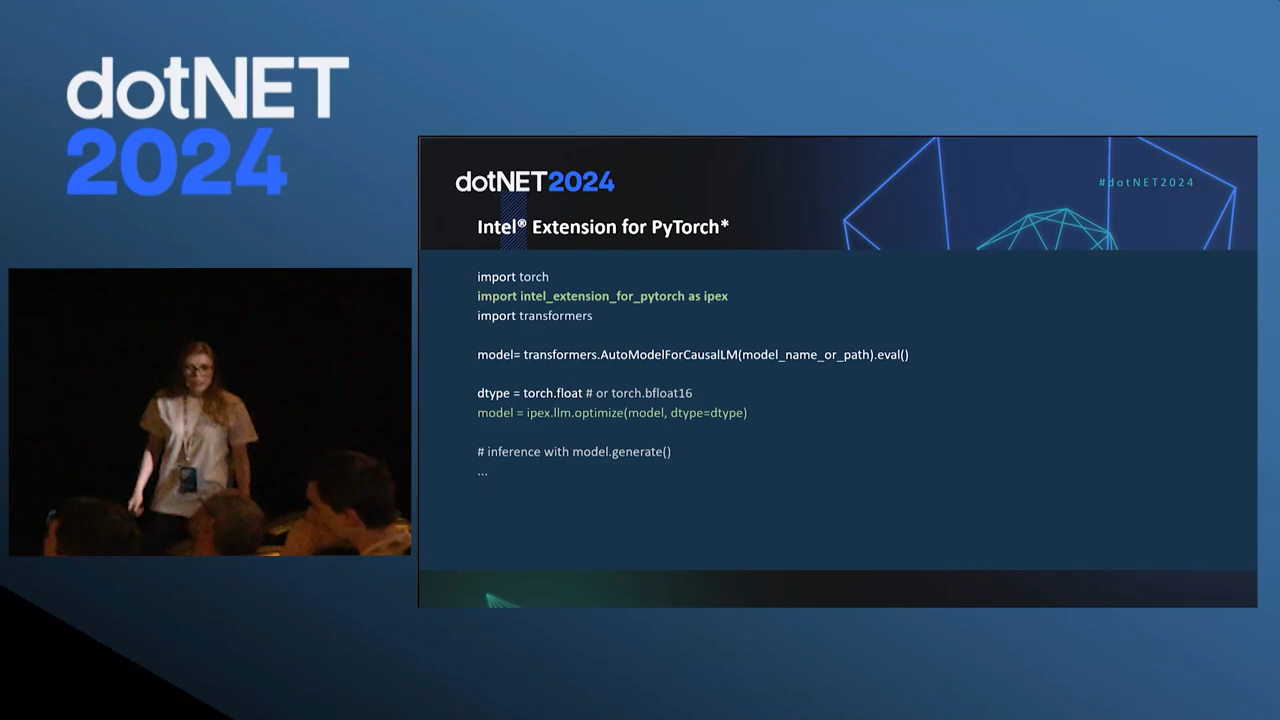 dotNET
2024
dotNET2024
#dotNET2024
Intel® Extension for PyTorch*
import torch
import intel_extension_for_pytorch as ipex
import transformers
model= transformers.AutoModelForCausalLM(model_name_or_path).eval()
dtype = torch.float # or torch.bfloat16
model = ipex.llm.optimize(model, dtype=dtype)
# inference with model.generate()
...